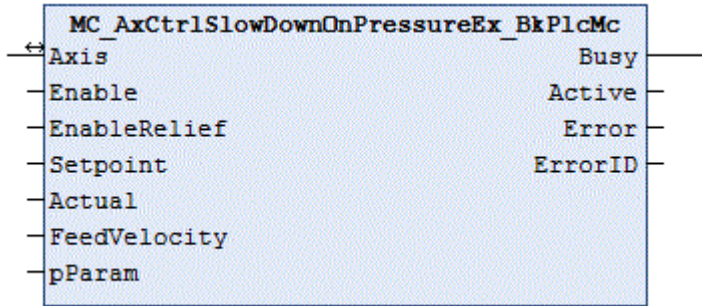 MC_AxCtrlSlowDownOnPressureEx_BkPlcMc
Axis Busy
Enable Active
EnableRelief Error
Setpoint ErrorID
Actual
FeedVelocity
pParam